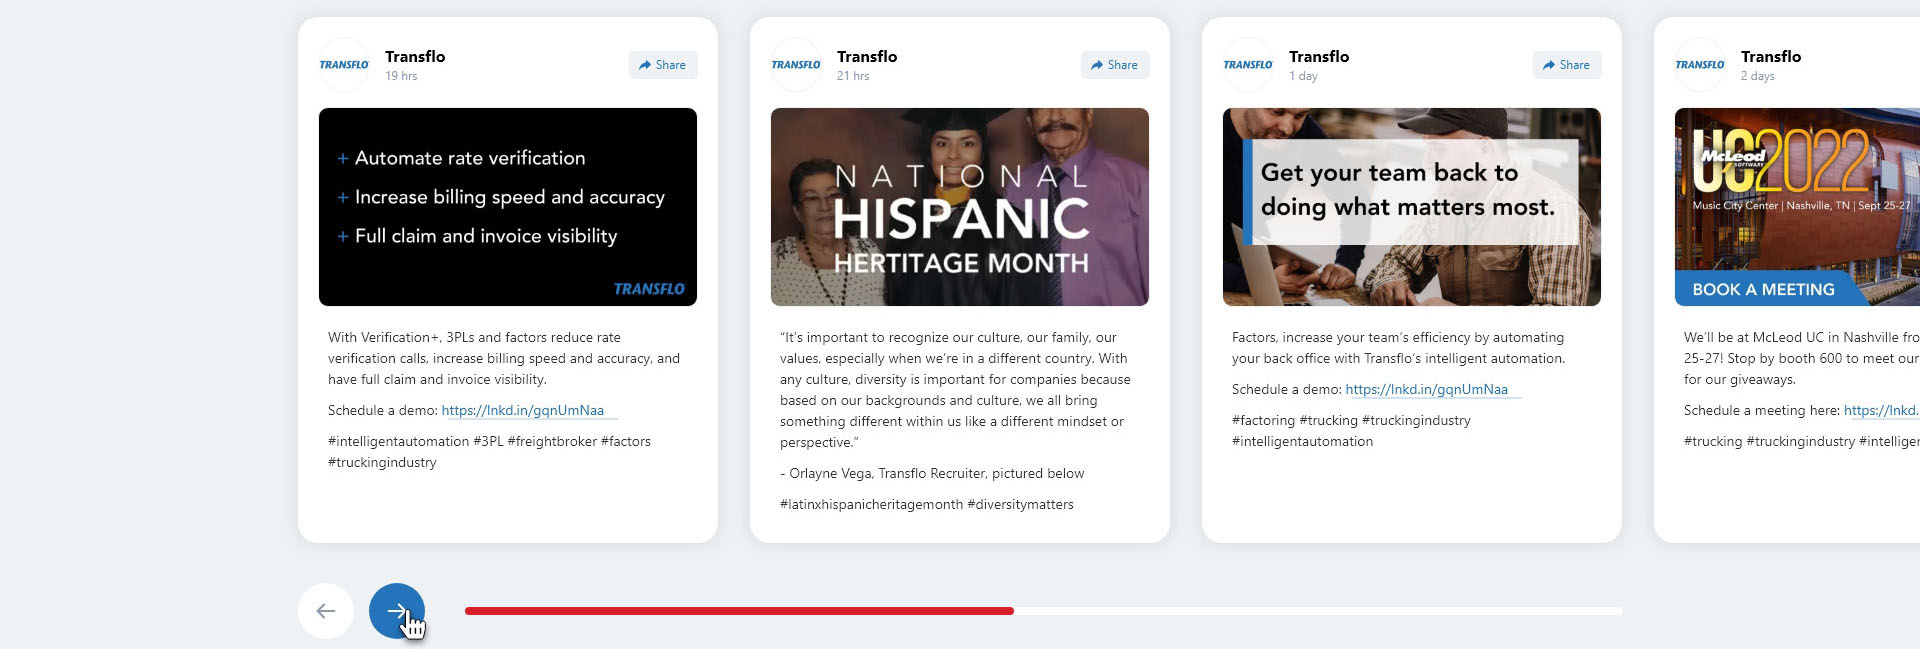 TRANSFLO
Transflo
19 hrs
Share
+ Automate rate verification
+ Increase billing speed and accuracy
+ Full claim and invoice visibility
TRANSFLO
With Verification+, 3PLs and factors reduce rate
verification calls, increase billing speed and accuracy, and
have full claim and invoice visibility.
Schedule a demo: https://lnkd.in/gqnUmNaa
#intelligentautomation #3PL #freightbroker #factors
#truckingindustry
TRANSFLO
Transflo
21 hrs
Share
NATIONAL
HISPANIC
HERTITAGE MONTH
“It’s important to recognize our culture, our family, our
values, especially when we’re in a different country. With
any culture, diversity is important for companies because
based on our backgrounds and culture, we all bring
something different within us like a different mindset or
perspective.”
- Orlayne Vega, Transflo Recruiter, pictured below
#latinxhispanicheritagemonth #diversitymatters
TRANSFLO
Transflo
1 day
Share
Get your team back to
doing what matters most.
Factors, increase your team’s efficiency by automating
your back office with Transflo’s intelligent automation.
Schedule a demo: https://lnkd.in/gqnUmNaa
#factoring #trucking #truckingindustry
#intelligentautomation
TRANSFLO
Transflo
2 days
McLeod
SOFTWARE
UC2022
Music City Center | Nashville, TN | Sept 25-27
BOOK A MEETING
We’ll be at McLeod UC in Nashville fro
25-27! Stop by booth 600 to meet our
for our giveaways.
Schedule a meeting here: https://lnkd.
#trucking #truckingindustry #intelliger